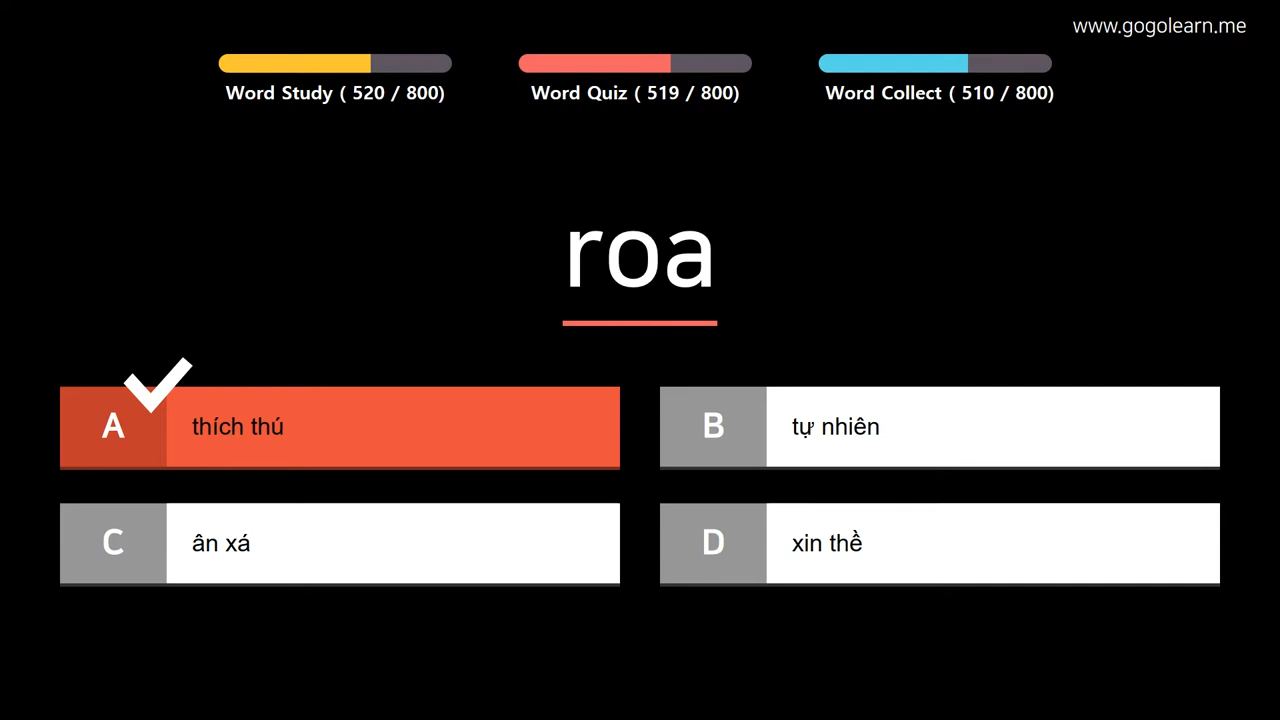 www.gogolearn.me
Word Study ( 520 / 800)
Word Quiz ( 519 / 800)
Word Collect ( 510 / 800)
roa
A thích thú
B tự nhiên
C ân xá
D xin thề